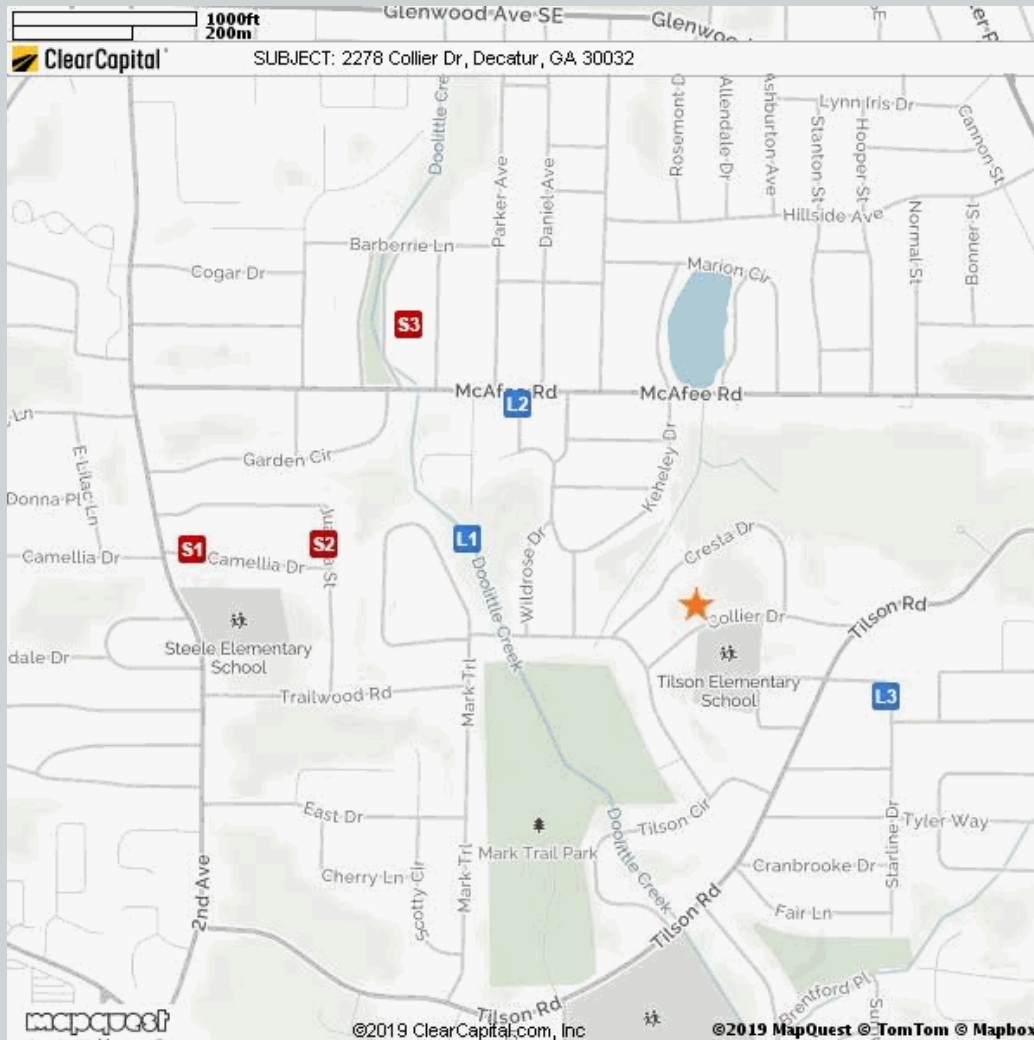 1000ft
200m
Glenwood Ave SE
Glenwoo
SE
ClearCapital
SUBJECT: 2278 Collier Dr, Decatur, GA 30032
Doolittle Cre
Parker Ave
Daniel Ave
Rosemont D
Allendale Dr
Ashburton Ave
Lynn Iris Dr
Stanton St
Hooper St
Cannon St
Hillside Ave
Normal St
Bonner St
Barberrie Ln
Cogar Dr
Marion Cir
S3
McAfee Rd
McAfee Rd
L2
Ln
E Lilac Ln
Garden Cir
Keheley Dr
Donna Pl
Camellia Dr
S1
Camellia Dr
S2
L1
Wildrose Dr
Cresta Dr
Doolittle Creek
Collier Dr
Tilson Rd
Steele Elementary
School
dale Dr
Tilson Elementary
School
L3
Trailwood Rd
Mark Trl
East Dr
Cherry Ln
Scotty Cir
Mark Trl
Mark Trail Park
Doolittle Creek
Tilson Cir
Starline Dr
Tyler Way
Cranbrooke Dr
Fair Ln
2nd Ave
Tilson Rd
Brentford Pl
Tilson Rd
mapquest
©2019 ClearCapital.com, Inc
©2019 MapQuest © TomTom © Mapbox